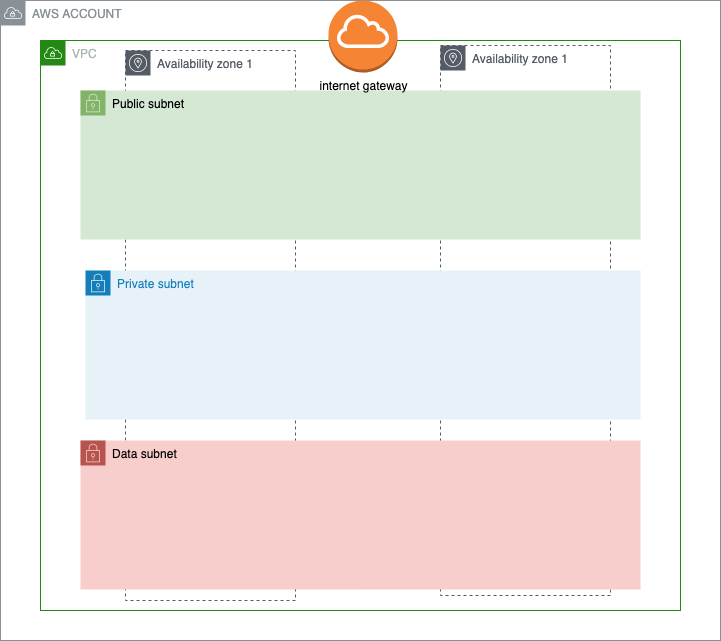 AWS ACCOUNT
VPC
Availability zone 1
Availability zone 1
internet gateway
Public subnet
Private subnet
Data subnet